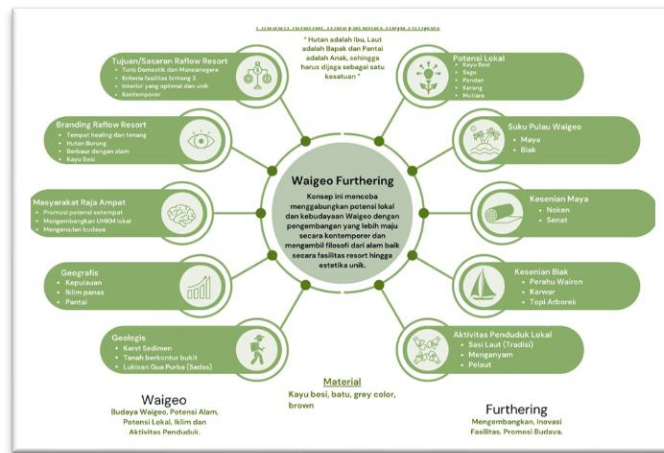 " Hutan adalah Ibu, Laut
adalah Bapak dan Pantai
adalah Anak, sehingga
harus dijaga sebagai satu
kesatuan "
Tujuan/Sasaran Raflow Resort
• Turis Domestik dan Mancanegara
• Kriteria fasilitas bintang 3
• Interior yang optimal dan unik
• Kontemporer
Branding Raflow Resort
• Tempat healing dan tenang
• Hutan Burung
• Berbaur dengan alam
• Kayu Besi
Masyarakat Raja Ampat
• Promosi potensi setempat
• Mengembangkan UMKM lokal
• Mengenalkan budaya
Geografis
• Kepulauan
• Iklim panas
• Pantai
Geologis
• Karst Sedimen
• Tanah berkontur bukit
• Lukisan Gua Purba (Sadas)
Waigeo Furthering
Konsep ini mencoba
menggabungkan potensi lokal
dan kebudayaan Waigeo dengan
pengembangan yang lebih maju
secara kontemporer dan
mengambil filosofi dari alam baik
secara fasilitas resort hingga
estetika unik.
Potensi Lokal
• Kayu Besi
• Sagu
• Pandan
• Karang
• Mutiara
Suku Pulau Waigeo
• Maya
• Biak
Kesenian Maya
• Noken
• Senat
Kesenian Biak
• Perahu Wairon
• Karwar
• Topi Arborek
Aktivitas Penduduk Lokal
• Sasi Laut (Tradisi)
• Menganyam
• Pelaut
Material
Kayu besi, batu, grey color,
brown
Waigeo
Budaya Waigeo, Potensi Alam,
Potensi Lokal, Iklim dan
Aktivitas Penduduk.
Furthering
Mengembangkan, Inovasi
Fasilitas, Promosi Budaya.